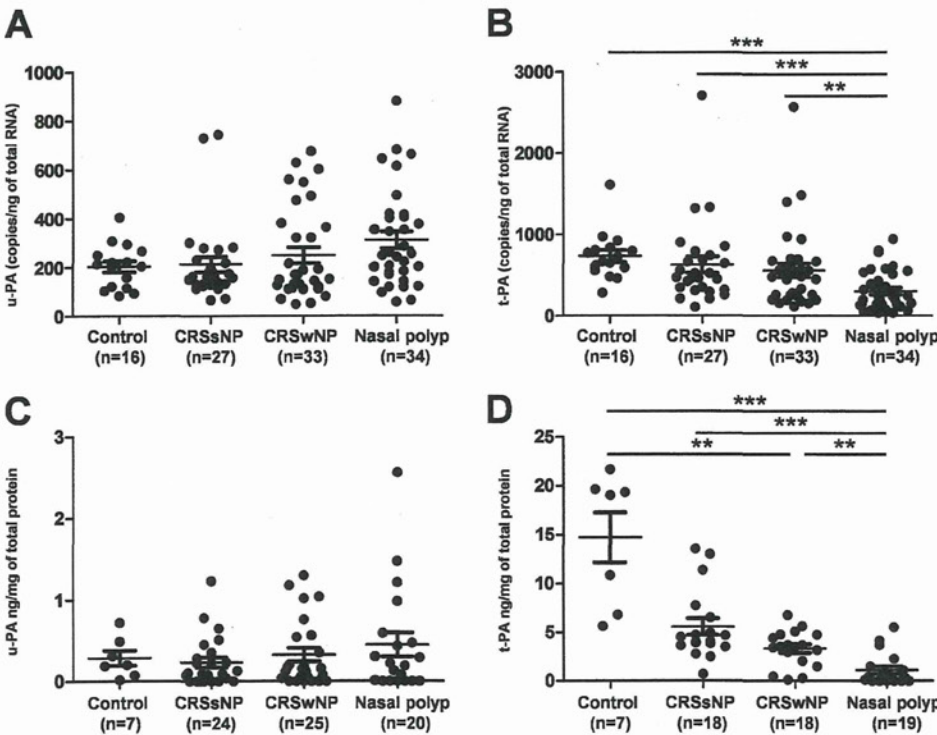 A
u-PA (copies/ng of total RNA)
1000
800
600
400
200
0
Control CRSsNP CRSwNP Nasal polyp
(n=16) (n=27) (n=33) (n=34)
B
***
***
**
t-PA (copies/ng of total RNA)
3000
2000
1000
0
Control CRSsNP CRSwNP Nasal polyp
(n=16) (n=27) (n=33) (n=34)
C
u-PA ng/mg of total protein
3
2
1
0
Control CRSsNP CRSwNP Nasal polyp
(n=7) (n=24) (n=25) (n=20)
D
***
***
** **
t-PA ng/mg of total protein
25
20
15
10
5
0
Control CRSsNP CRSwNP Nasal polyp
(n=7) (n=18) (n=18) (n=19)